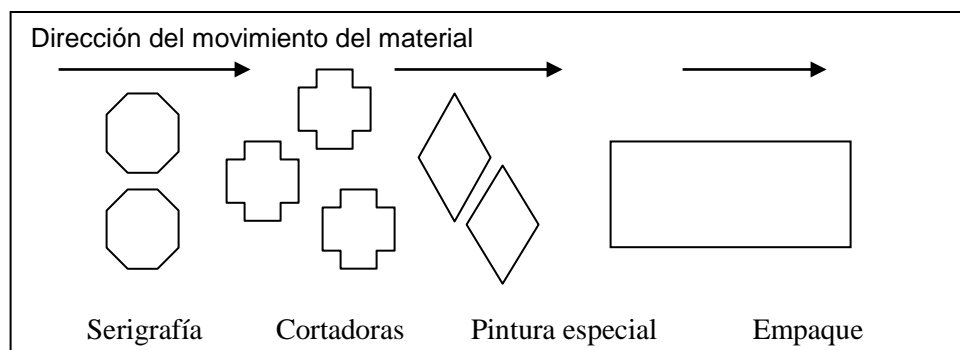 Dirección del movimiento del material
Serigrafía Cortadoras Pintura especial Empaque